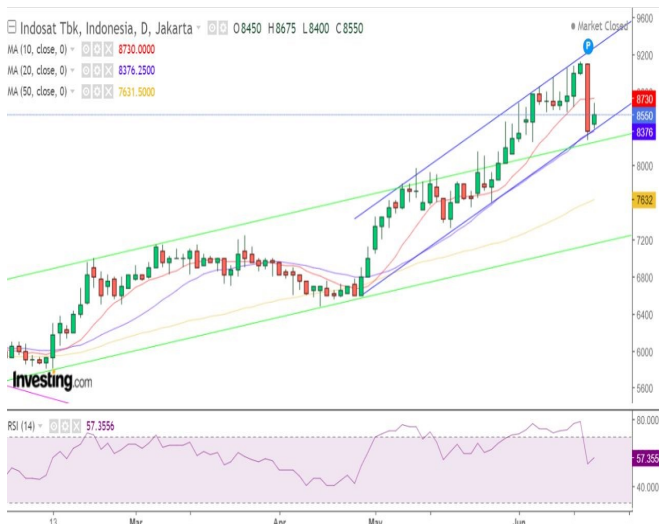 Indosat Tbk, Indonesia, D, Jakarta O8450 H8675 L8400 C8550
Market Closed
MA (10, close, 0) 8730.0000
MA (20, close, 0) 8376.2500
MA (50, close, 0) 7631.5000
P
9600
9200
8730
8550
8376
8000
7632
7200
6800
6400
6000
5600
Investing.com
RSI (14) 57.3556
80.000
57.355
40.000
13 Mar Apr May Jun